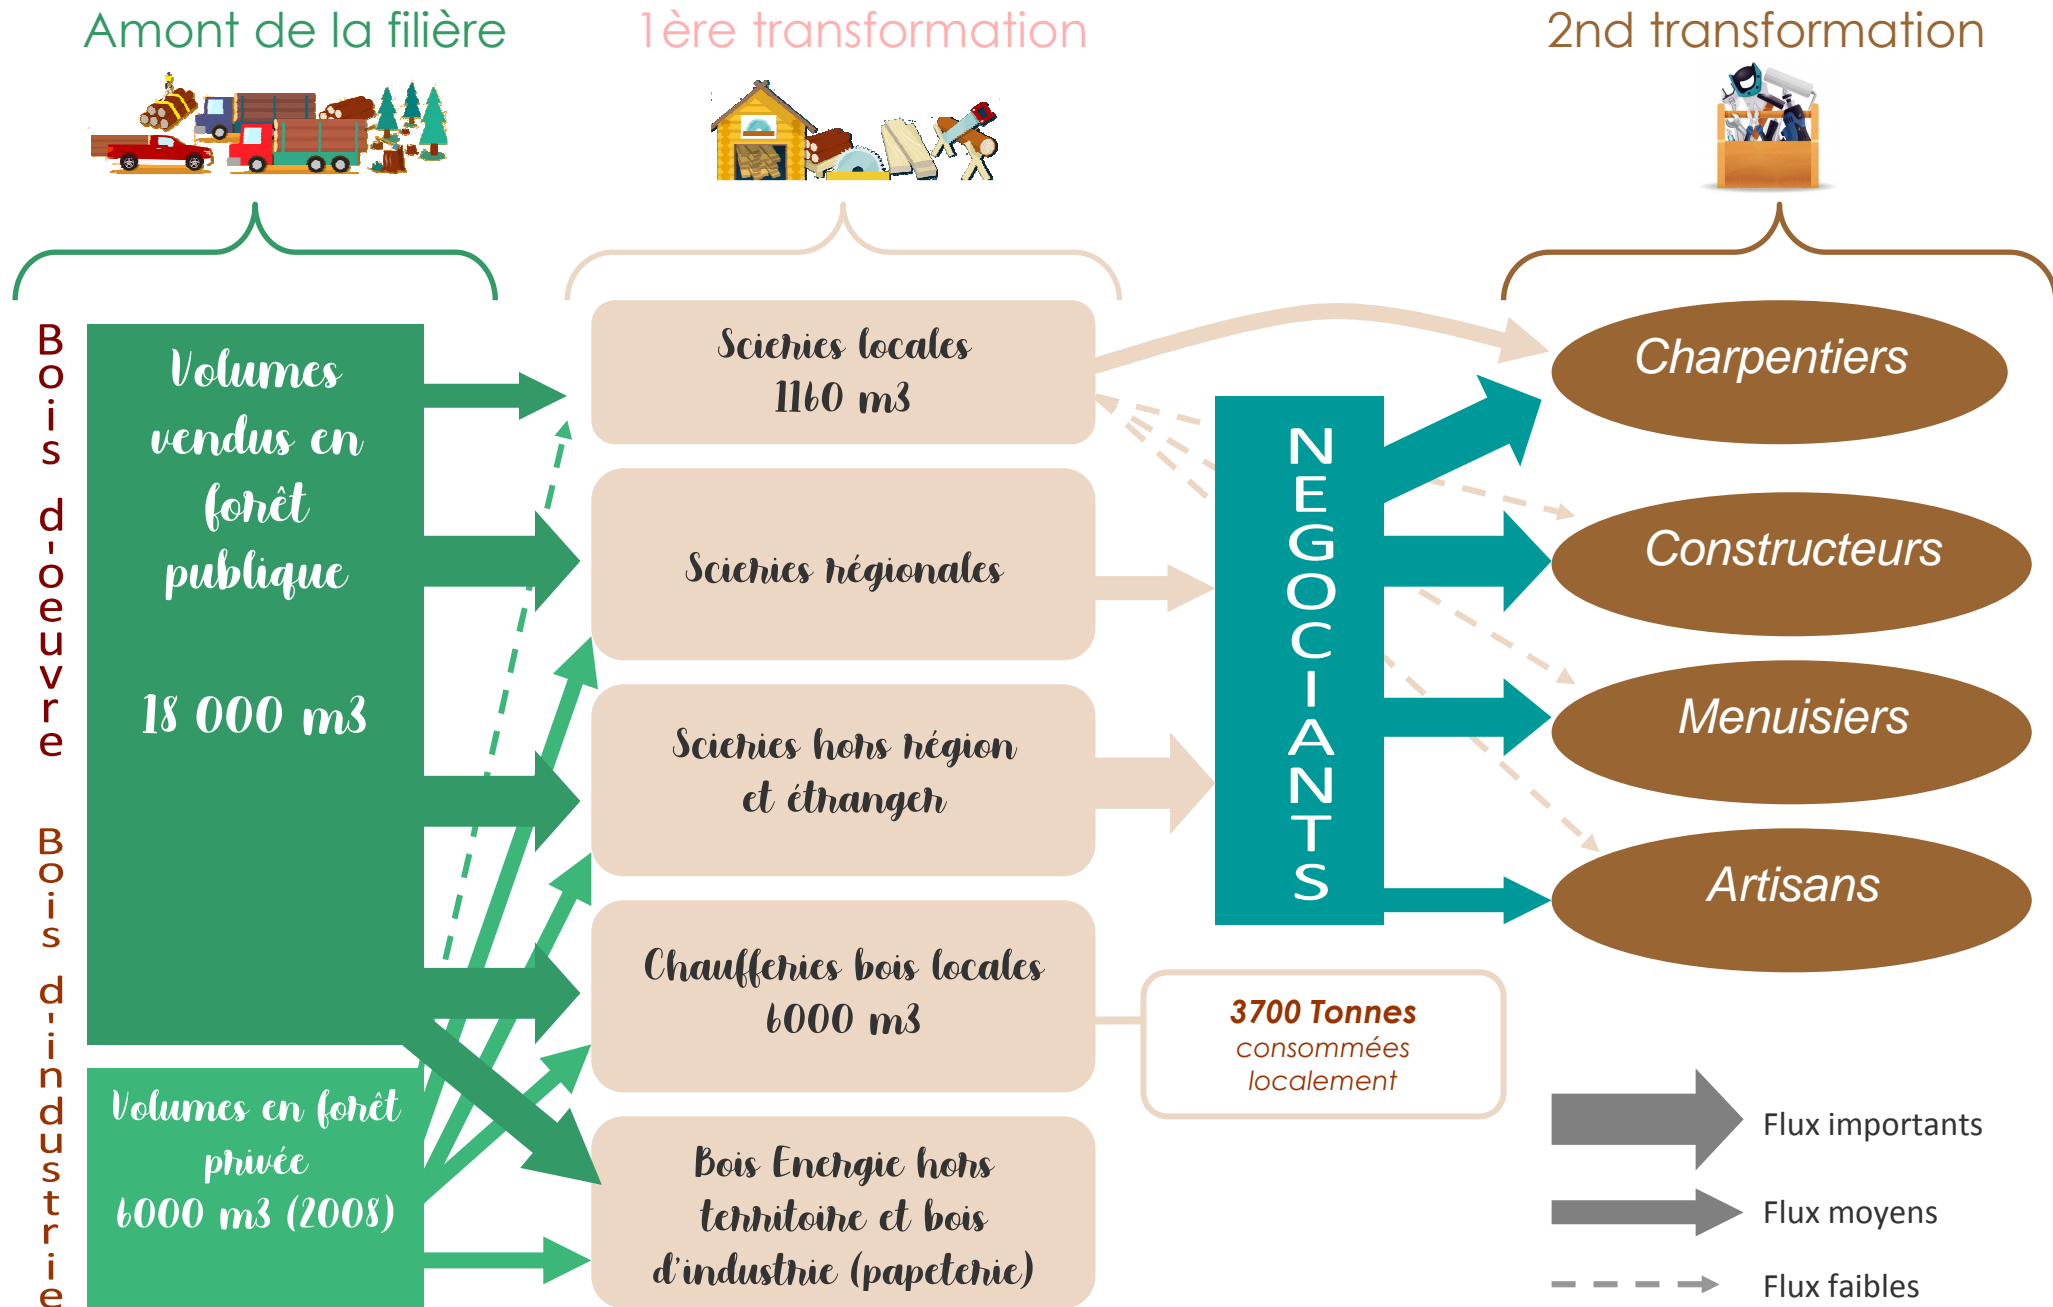 Amont de la filière
1ère transformation
2nd transformation
Bois d'oeuvre
Bois d'industrie
Volumes
vendus en
forêt
publique
18 000 m3
Volumes en forêt
privée
6000 m3 (2008)
Scieries locales
1160 m3
Scieries régionales
Scieries hors région
et étranger
Chaufferies bois locales
6000 m3
Bois Energie hors
territoire et bois
d'industrie (papeterie)
NEGOCIANTS
3700 Tonnes
consommées
localement
Charpentiers
Constructeurs
Menuisiers
Artisans
Flux importants
Flux moyens
Flux faibles